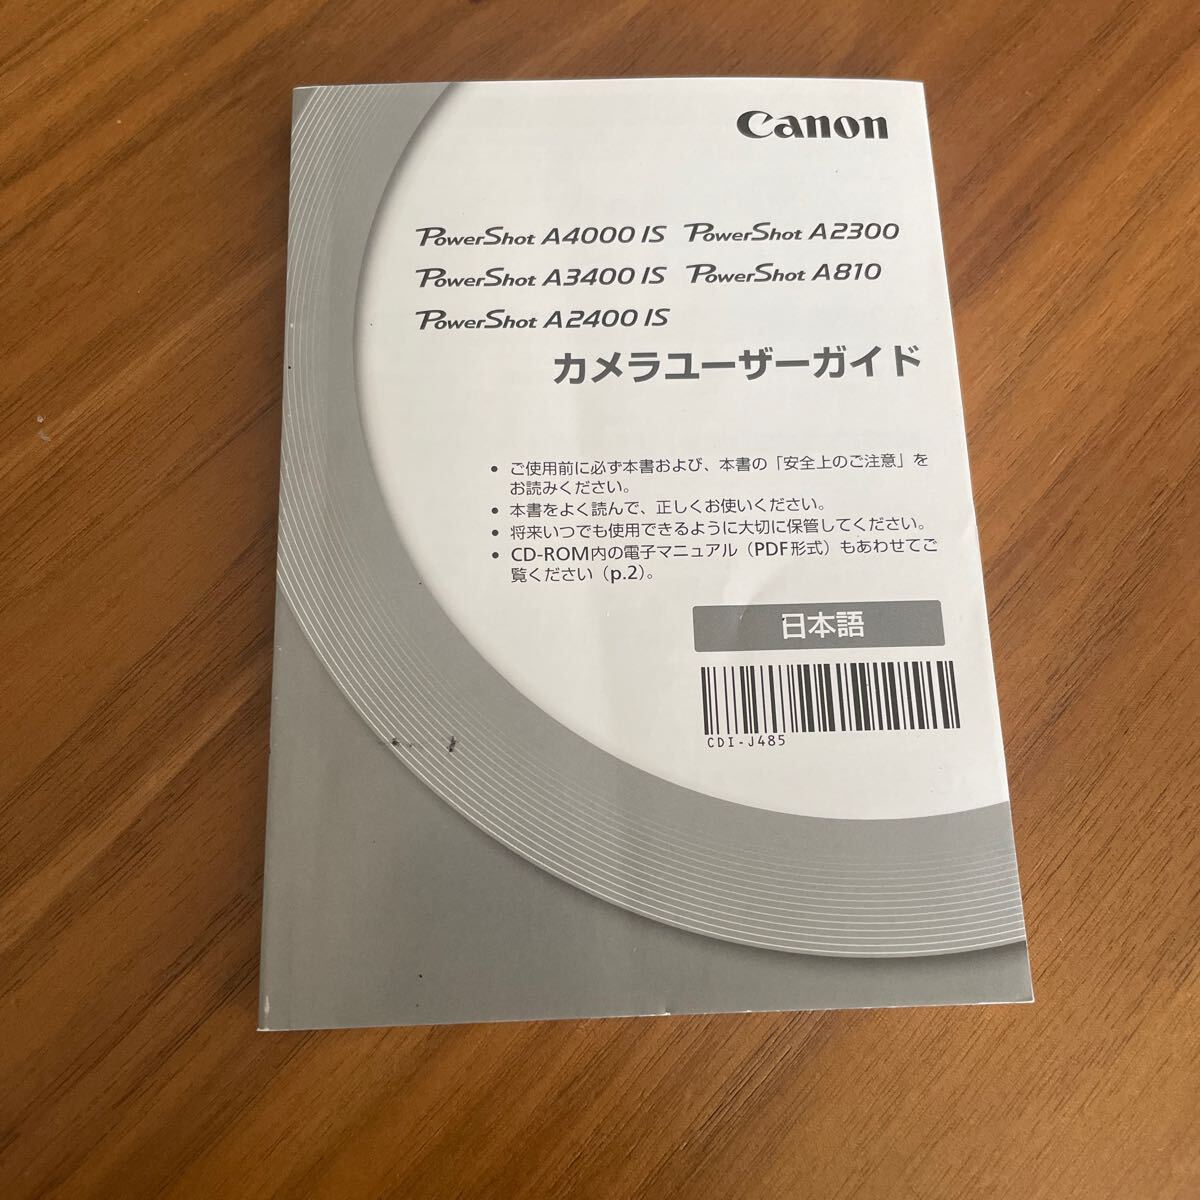 Canon
PowerShot A4000 IS PowerShot A2300
PowerShot A3400 IS PowerShot A810
PowerShot A2400 IS
カメラユーザーガイド
• ご使用前に必ず本書および、本書の「安全上のご注意」を
お読みください。
• 本書をよく読んで、正しくお使いください。
• 将来いつでも使用できるように大切に保管してください。
• CD-ROM内の電子マニュアル（PDF形式）もあわせてご
覧ください（p.2）。
日本語
CDI-J485